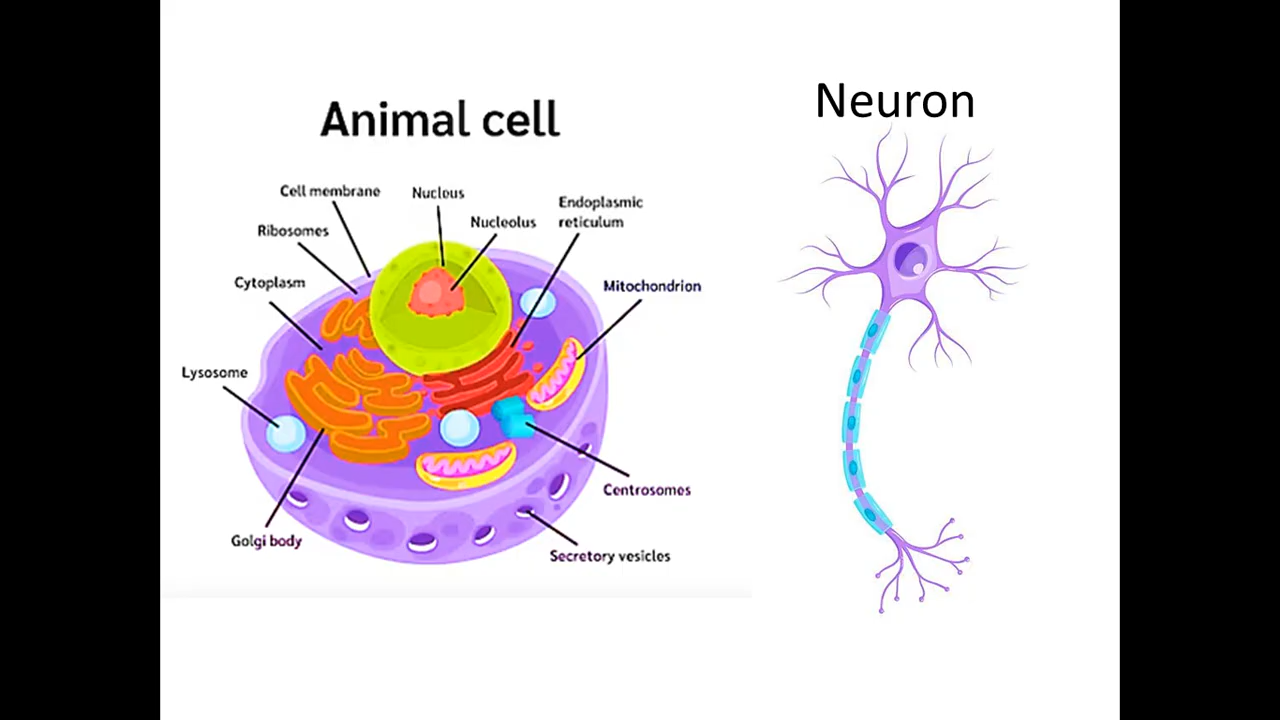 Animal cell
Neuron
Cell membrane
Nucleus
Endoplasmic
reticulum
Ribosomes
Nucleolus
Cytoplasm
Mitochondrion
Lysosome
Centrosomes
Golgi body
Secretory vesicles